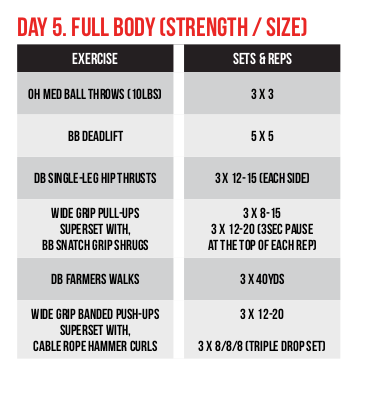 DAY 5. FULL BODY (STRENGTH / SIZE)
EXERCISE
SETS & REPS
OH MED BALL THROWS (10LBS)
3 X 3
BB DEADLIFT
5 X 5
DB SINGLE-LEG HIP THRUSTS
3 X 12-15 (EACH SIDE)
WIDE GRIP PULL-UPS
SUPERSET WITH,
BB SNATCH GRIP SHRUGS
3 X 8-15
3 X 12-20 (3SEC PAUSE
AT THE TOP OF EACH REP)
DB FARMERS WALKS
3 X 40YDS
WIDE GRIP BANDED PUSH-UPS
SUPERSET WITH,
CABLE ROPE HAMMER CURLS
3 X 12-20
3 X 8/8/8 (TRIPLE DROP SET)